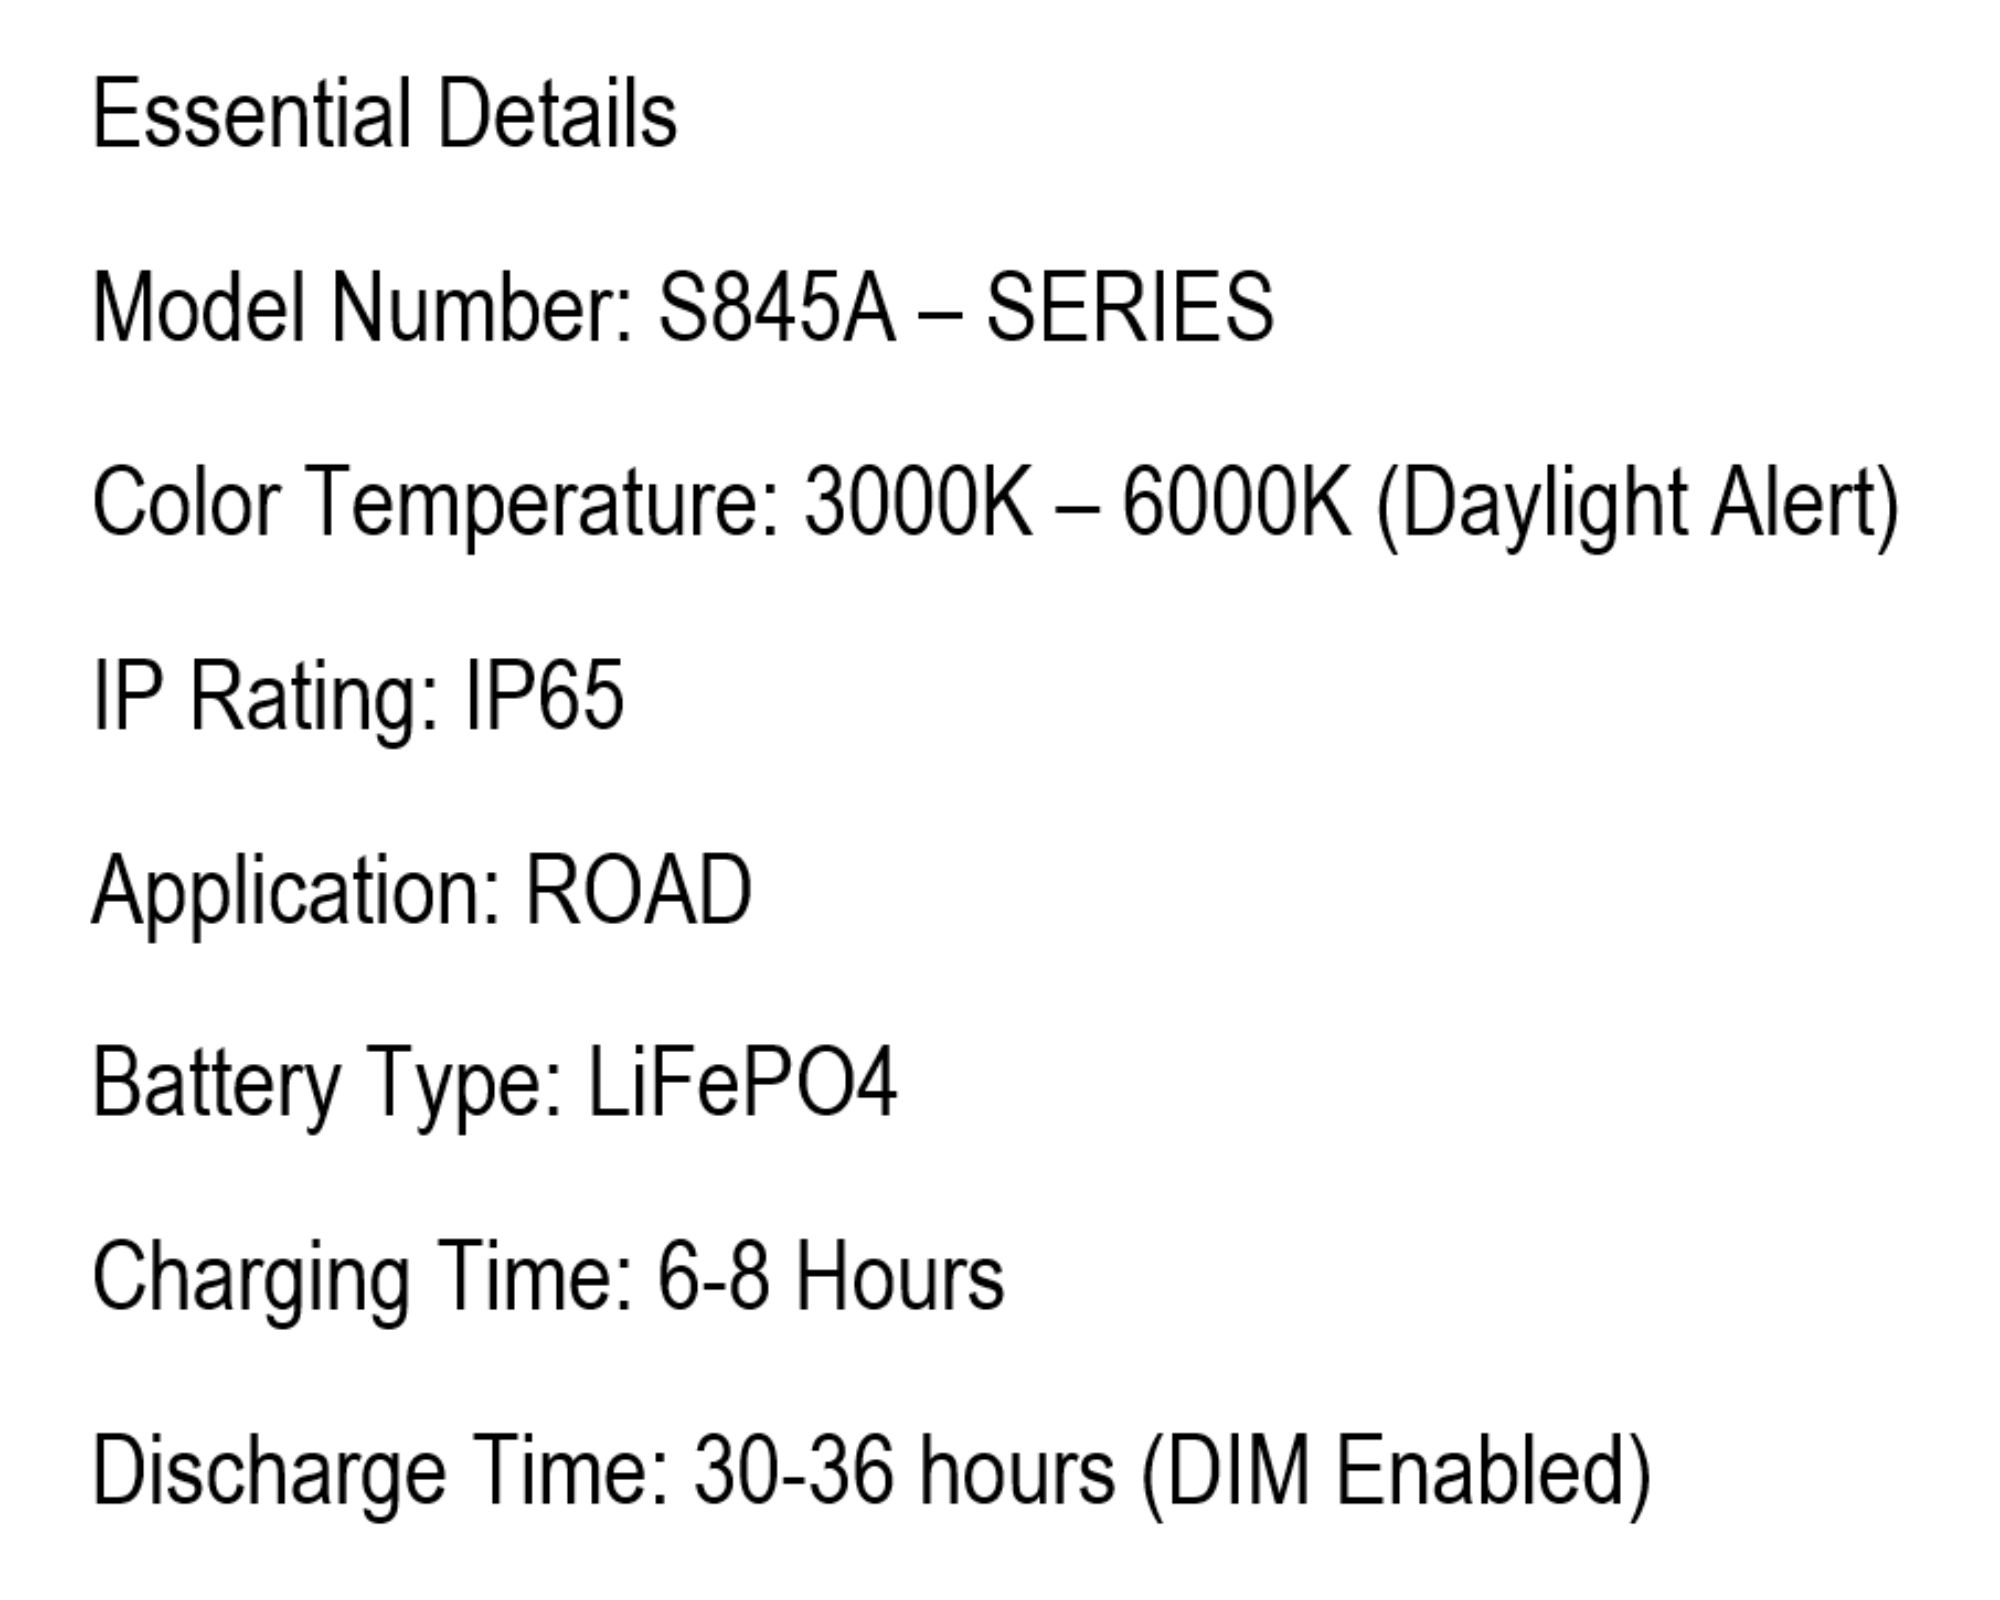 Essential Details
Model Number: S845A – SERIES
Color Temperature: 3000K – 6000K (Daylight Alert)
IP Rating: IP65
Application: ROAD
Battery Type: LiFePO4
Charging Time: 6-8 Hours
Discharge Time: 30-36 hours (DIM Enabled)